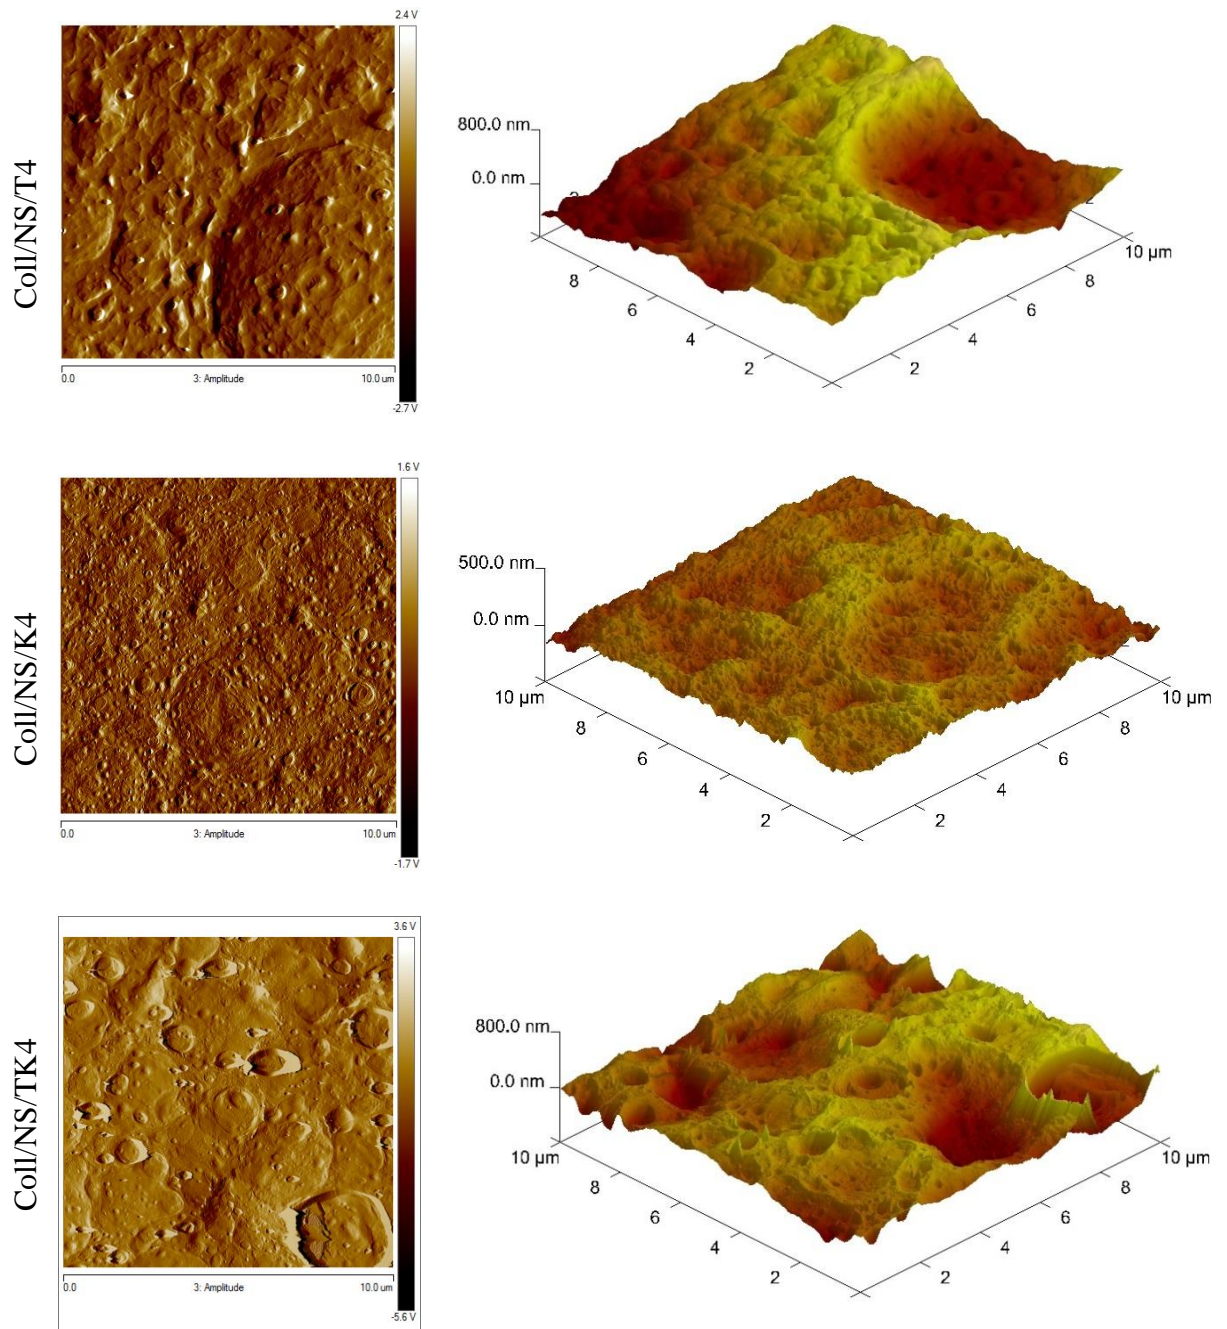 Coll/NS/T4
2.4 V
-2.7 V
0.0 3: Amplitude 10.0 um
800.0 nm
0.0 nm
8
6
4
2
2
4
6
8
10 µm
Coll/NS/K4
1.6 V
-1.7 V
0.0 3: Amplitude 10.0 um
500.0 nm
0.0 nm
10 µm
8
6
4
2
2
4
6
8
10 µm
Coll/NS/TK4
3.6 V
-5.6 V
0.0 3: Amplitude 10.0 um
800.0 nm
0.0 nm
10 µm
8
6
4
2
2
4
6
8
10 µm